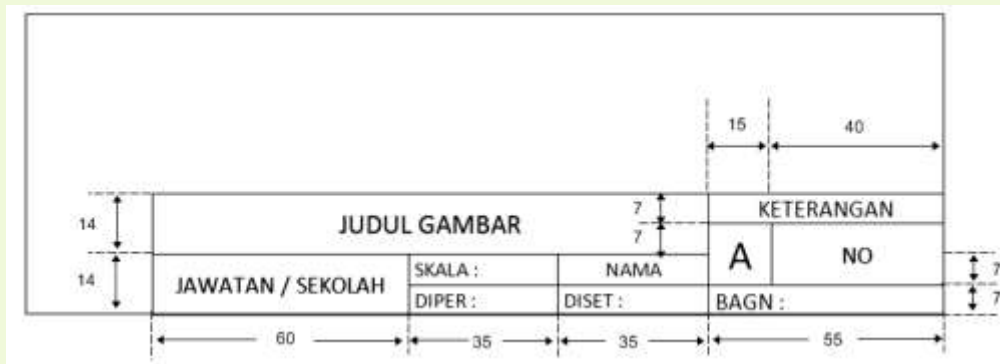 15 40
14 JUDUL GAMBAR 7 KETERANGAN
7
A NO
14 JAWATAN / SEKOLAH SKALA : NAMA 7
DIPER : DISET : BAGN : 7
60 35 35 55